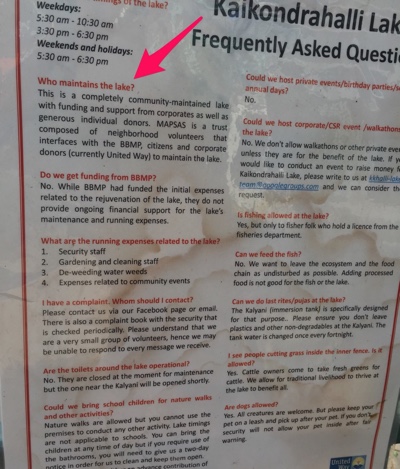 ings of the lake?
Weekdays:
5:30 am - 10:30 am
3:30 pm - 6:30 pm
Weekends and holidays:
5:30 am - 6:30 pm
Who maintains the lake?
This is a completely community-maintained lake
with funding and support from corporates as well as
generous individual donors. MAPSAS is a trust
composed of neighborhood volunteers that
interfaces with the BBMP, citizens and corporate
donors (currently United Way) to maintain the lake.
Do we get funding from BBMP?
No. While BBMP had funded the initial expenses
related to the rejuvenation of the lake, they do not
provide ongoing financial support for the lake's
maintenance and running expenses.
What are the running expenses related to the lake?
1. Security staff
2. Gardening and cleaning staff
3. De-weeding water weeds
4. Expenses related to community events
I have a complaint. Whom should I contact?
Please contact us via our Facebook page or email.
There is also a complaint book with the security that
is checked periodically. Please understand that we
are a very small group of volunteers, hence we may
be unable to respond to every message we receive.
Are the toilets around the lake operational?
No. They are closed at the moment for maintenance
but the one near the Kalyani will be opened shortly.
Could we bring school children for nature walks
and other activities?
Nature walks are allowed but you cannot use the
premises to conduct any other activity. Lake timings
are not applicable to schools. You can bring the
children at any time of day but if you require use of
the bathrooms, you will need to give us a two-day
notice in order for us to clean and keep them open.
advance contribution of
Kaikondrahalli Lak
Frequently Asked Questi
Could we host private events/birthday parties/
annual days?
No.
Could we host corporate/CSR event /walkathons
the lake?
No. We don't allow walkathons or other private even
unless they are for the benefit of the lake. If y
would like to conduct an event to raise money f
Kaikondrahalli Lake, please write to us at kkhalli-lake
team@googlegroups.com and we can consider th
request.
Is fishing allowed at the lake?
Yes, but only to fisher folk who hold a licence from the
fisheries department.
Can we feed the fish?
No. We want to leave the ecosystem and the food
chain as undisturbed as possible. Adding processed
food is not good for the fish or the lake.
Can we do last rites/pujas at the lake?
The Kalyani (immersion tank) is specifically designed
for that purpose.. Please ensure you don't leave
plastics and other non-degradables at the Kalyani. The
tank water is changed once every fortnight.
I see people cutting grass inside the inner fence. Is it
allowed?
Yes. Cattle owners come to take fresh greens for
cattle. We allow for traditional livelihood to thrive at
the lake to benefit all.
Are dogs allowed?
Yes. All creatures are welcome. But please keep your
pet on a leash and pick up after your pet. If you don't
security will not allow your pet inside after
warning.
United